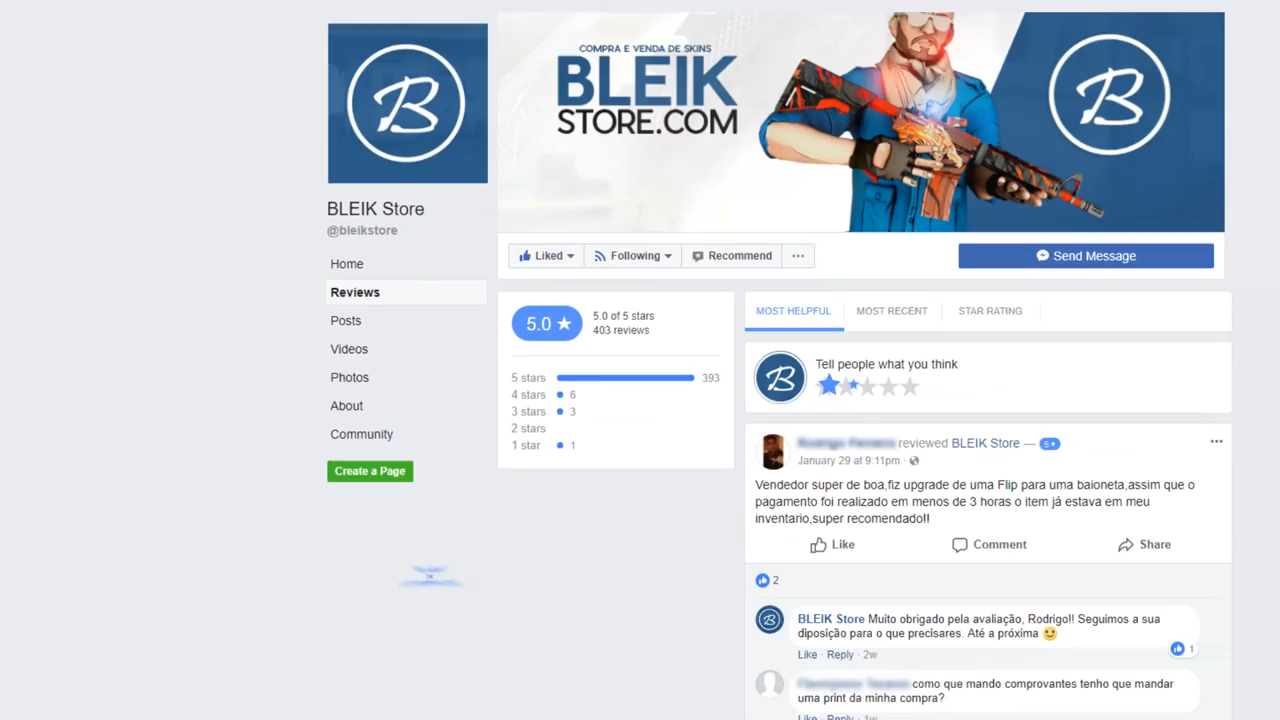 COMPRA E VENDA DE SKINS
BLEIK
STORE.COM
B
B
BLEIK Store
@bleikstore
Home
Reviews
Posts
Videos
Photos
About
Community
Create a Page
Liked
Following
Recommend
...
Send Message
5.0 ★
5.0 of 5 stars
403 reviews
5 stars 393
4 stars 6
3 stars 3
2 stars
1 star 1
MOST HELPFUL
MOST RECENT
STAR RATING
B
Tell people what you think
reviewed BLEIK Store — 5★
January 29 at 9:11pm ·
Vendedor super de boa,fiz upgrade de uma Flip para uma baioneta,assim que o
pagamento foi realizado em menos de 3 horas o item já estava em meu
inventario,super recomendado!!
Like
Comment
Share
2
B
BLEIK Store Muito obrigado pela avaliação, Rodrigo!! Seguimos a sua
diposição para o que precisares. Até a próxima
1
Like · Reply · 2w
como que mando comprovantes tenho que mandar
uma print da minha compra?
Like · Reply · 1w